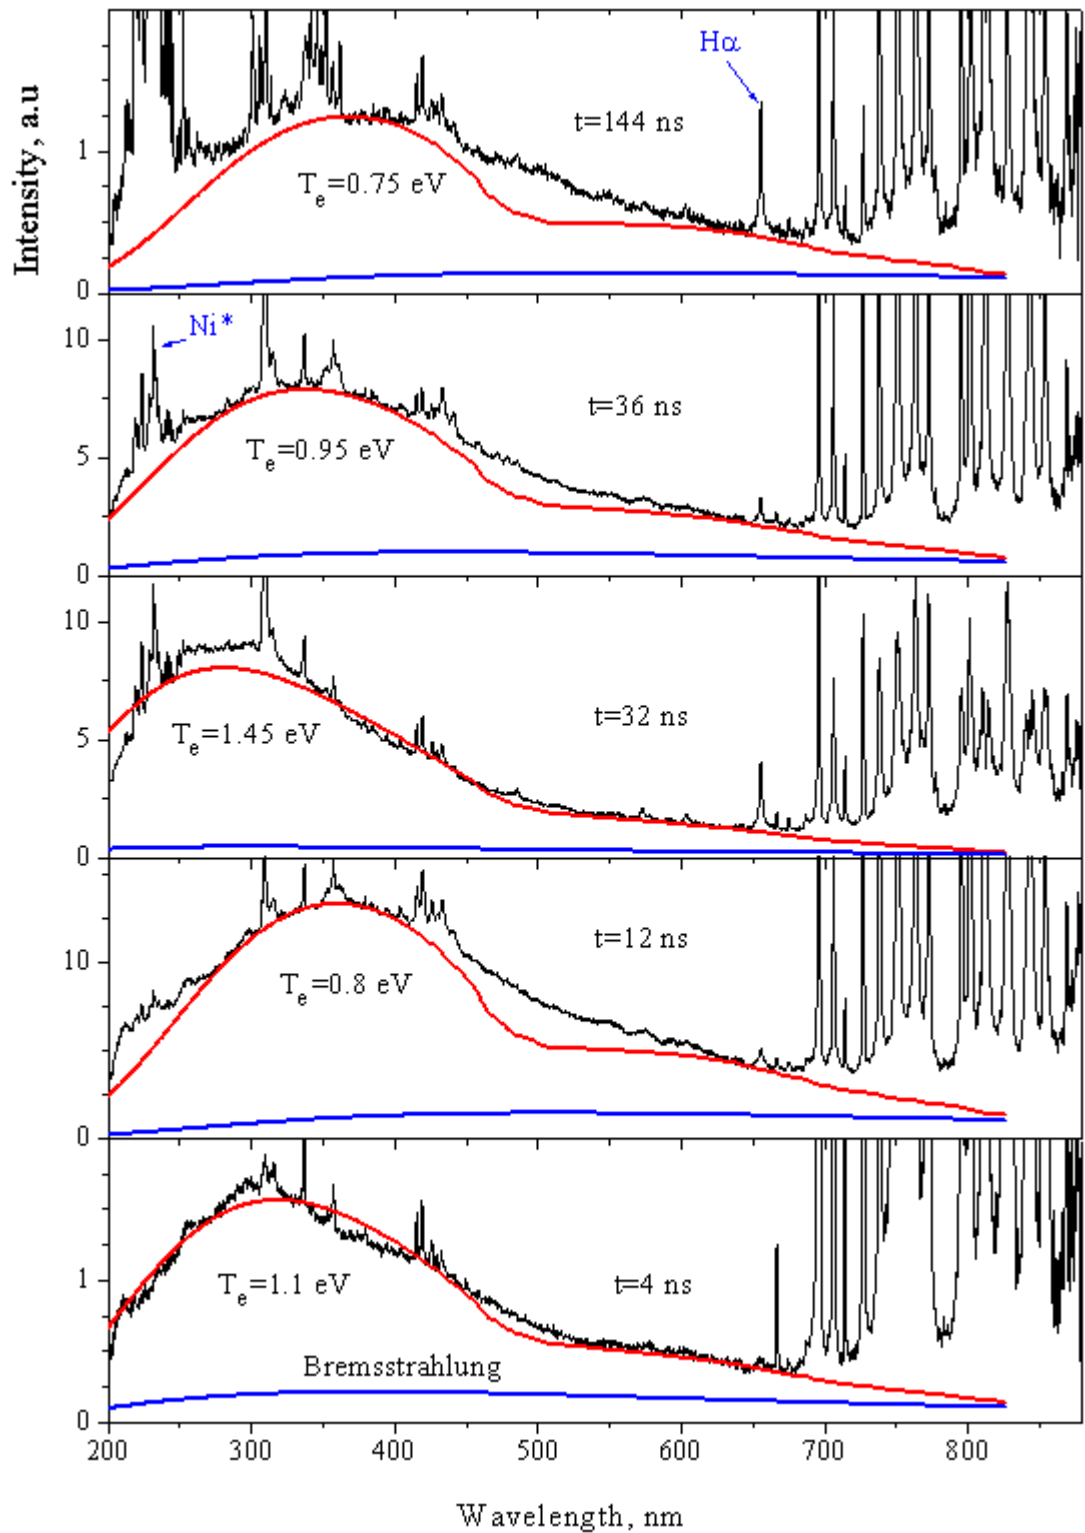 Intensity, a.u
1
0
Hα
t=144 ns
Te=0.75 eV
10
5
0
Ni*
t=36 ns
Te=0.95 eV
10
5
0
t=32 ns
Te=1.45 eV
10
0
t=12 ns
Te=0.8 eV
1
0
Te=1.1 eV
t=4 ns
Bremsstrahlung
200 300 400 500 600 700 800
Wavelength, nm